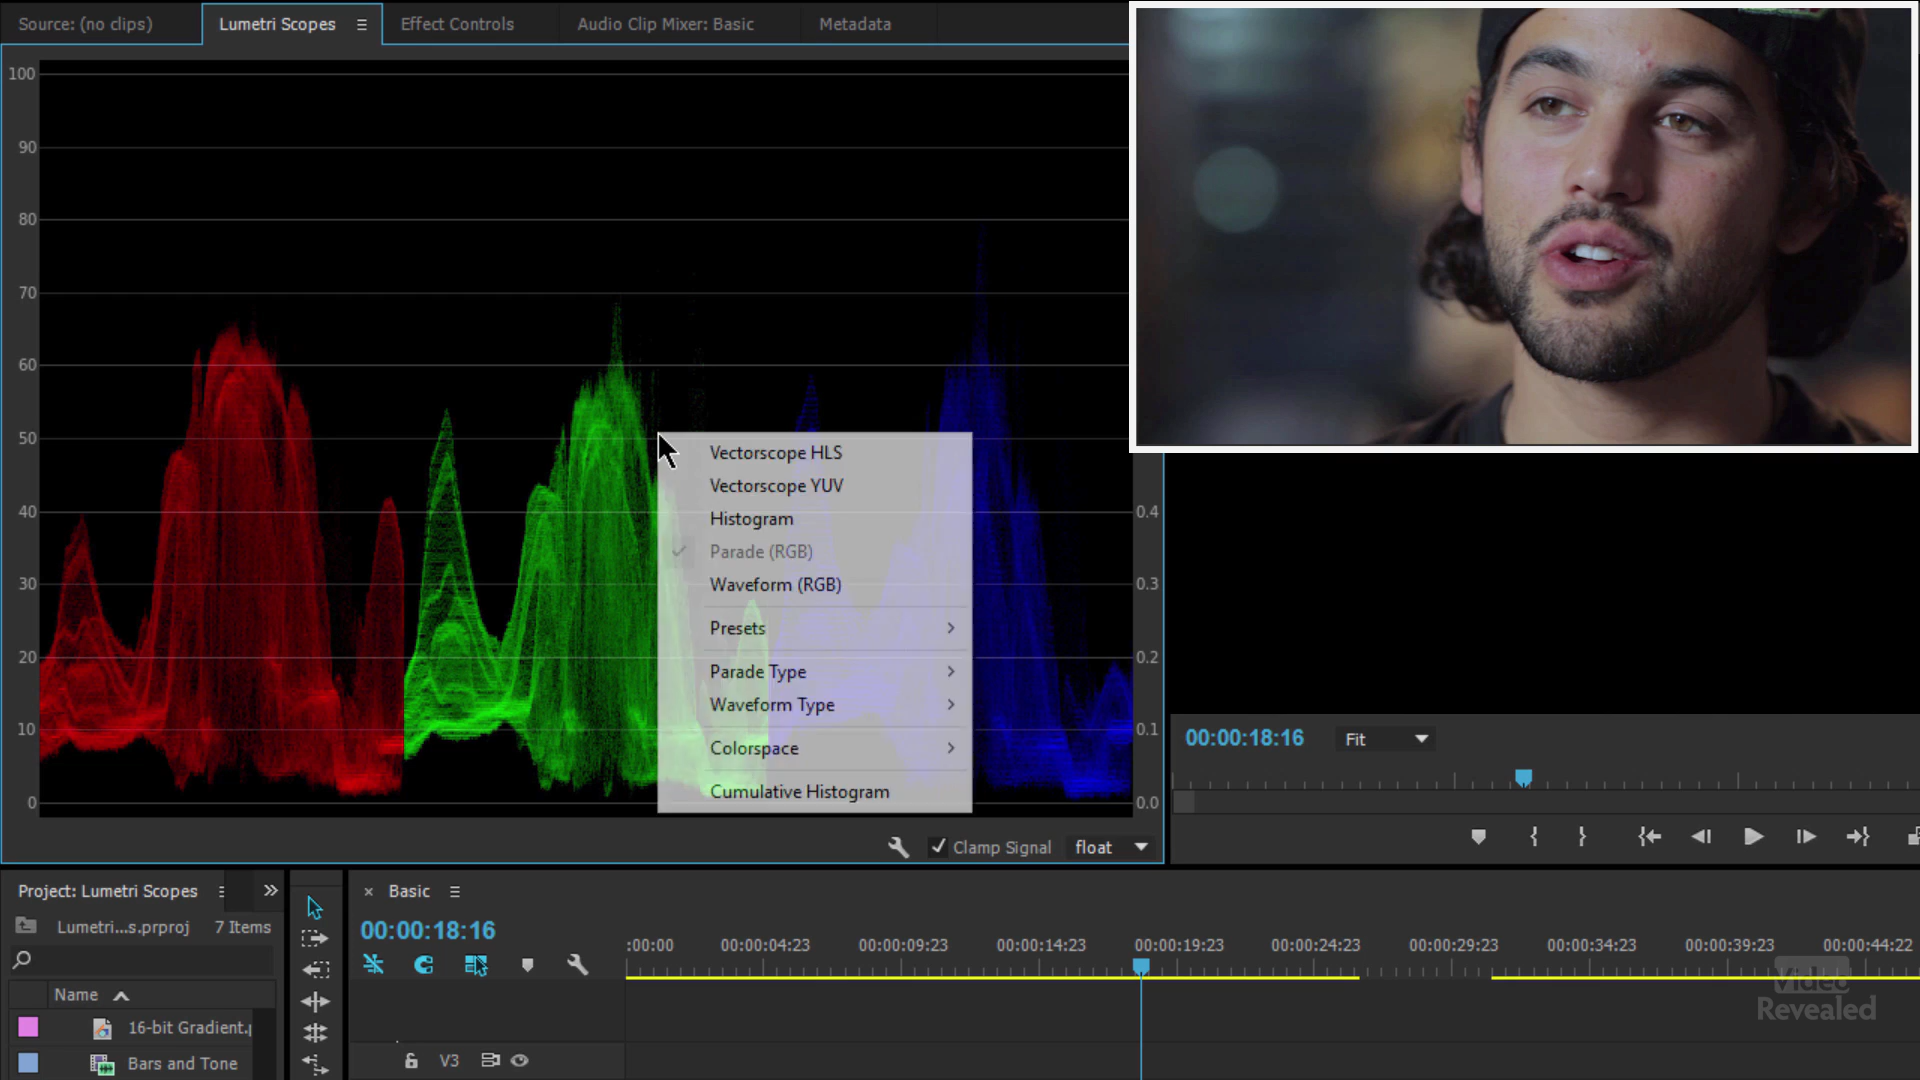 Source: (no clips)
Lumetri Scopes
Effect Controls
Audio Clip Mixer: Basic
Metadata
100
90
80
70
60
50
40
30
20
10
0
0.4
0.3
0.2
0.1
0.0
Vectorscope HLS
Vectorscope YUV
Histogram
Parade (RGB)
Waveform (RGB)
Presets
Parade Type
Waveform Type
Colorspace
Cumulative Histogram
Clamp Signal
float
00:00:18:16
Fit
Project: Lumetri Scopes
Lumetri...s.prproj
7 Items
Name
16-bit Gradient.p
Bars and Tone
Basic
00:00:18:16
:00:00 00:00:04:23 00:00:09:23 00:00:14:23 00:00:19:23 00:00:24:23 00:00:29:23 00:00:34:23 00:00:39:23 00:00:44:22
V3
Video
Revealed